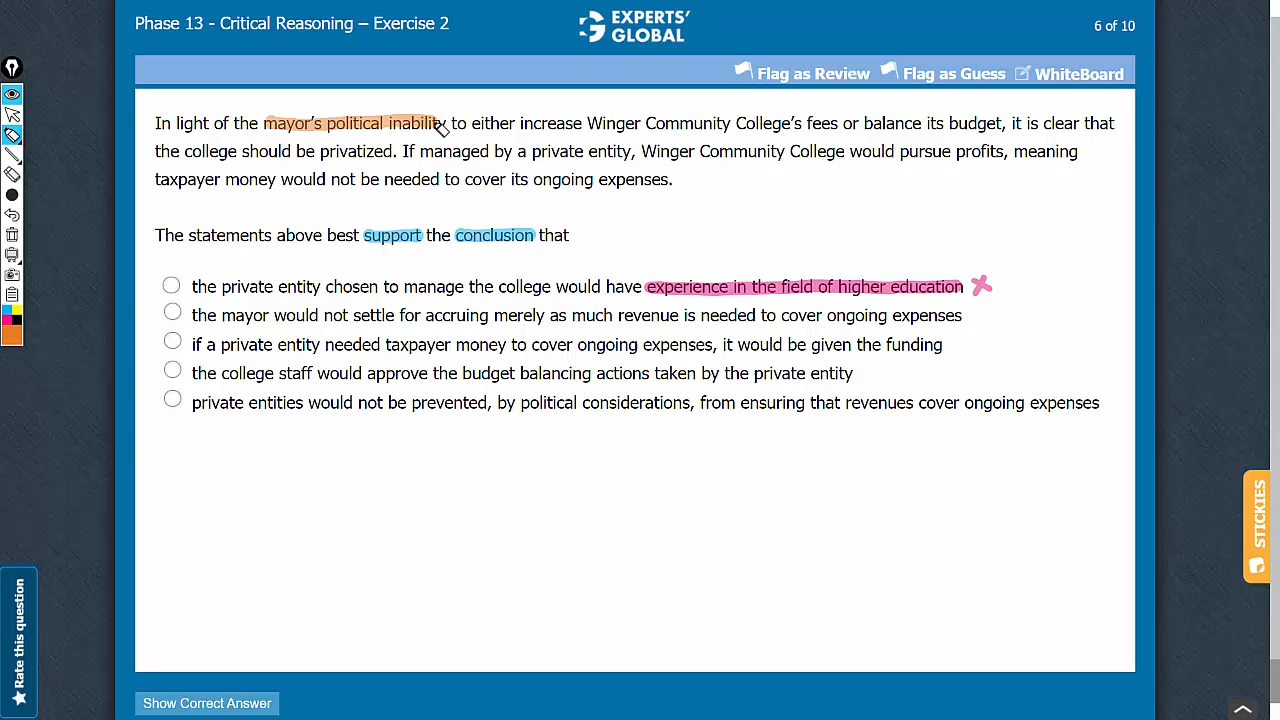 Phase 13 - Critical Reasoning – Exercise 2
EXPERTS'
GLOBAL
6 of 10
Flag as Review
Flag as Guess
WhiteBoard
In light of the mayor's political inability to either increase Winger Community College's fees or balance its budget, it is clear that
the college should be privatized. If managed by a private entity, Winger Community College would pursue profits, meaning
taxpayer money would not be needed to cover its ongoing expenses.
The statements above best support the conclusion that
the private entity chosen to manage the college would have experience in the field of higher education
the mayor would not settle for accruing merely as much revenue is needed to cover ongoing expenses
if a private entity needed taxpayer money to cover ongoing expenses, it would be given the funding
the college staff would approve the budget balancing actions taken by the private entity
private entities would not be prevented, by political considerations, from ensuring that revenues cover ongoing expenses
STICKIES
Rate this question
Show Correct Answer